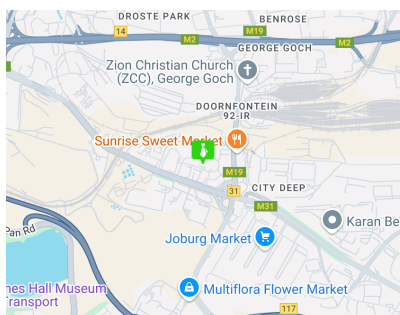 DROSTE PARK
BENROSE
14
M19
M2
M2
GEORGE GOCH
Zion Christian Church
(ZCC), George Goch
DOORNFONTEIN
92-IR
Sunrise Sweet Market
M19
31
CITY DEEP
M31
Karan Be
Pan Rd
Joburg Market
nes Hall Museum
Transport
Multiflora Flower Market
117